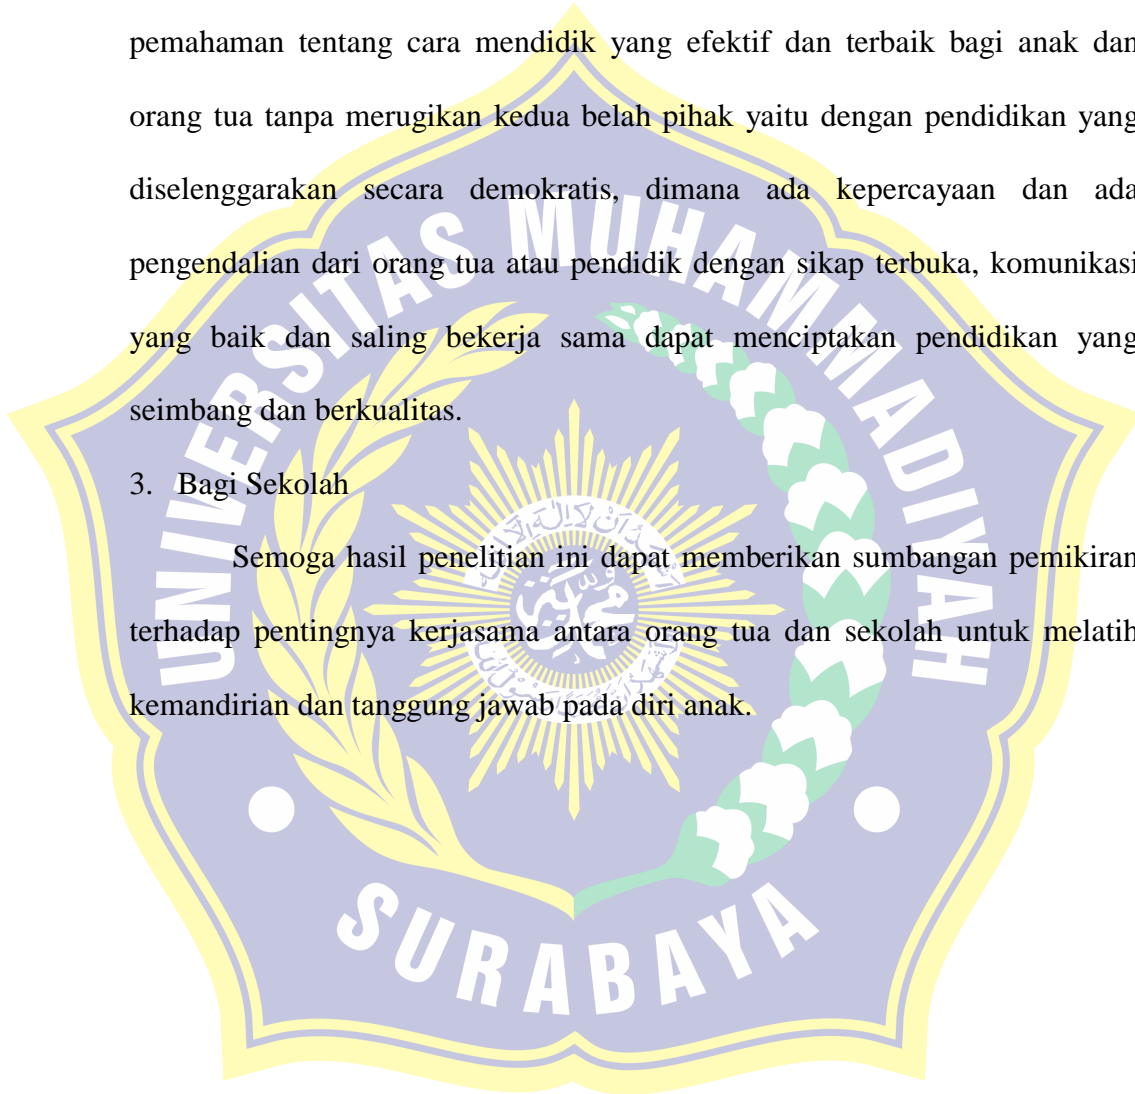 pemahaman tentang cara mendidik yang efektif dan terbaik bagi anak dan
orang tua tanpa merugikan kedua belah pihak yaitu dengan pendidikan yang
diselenggarakan secara demokratis, dimana ada kepercayaan dan ada
pengendalian dari orang tua atau pendidik dengan sikap terbuka, komunikasi
yang baik dan saling bekerja sama dapat menciptakan pendidikan yang
seimbang dan berkualitas.
3. Bagi Sekolah
Semoga hasil penelitian ini dapat memberikan sumbangan pemikiran
terhadap pentingnya kerjasama antara orang tua dan sekolah untuk melatih
kemandirian dan tanggung jawab pada diri anak.
UNIVERSITAS MUHAMMADIYAH
SURABAYA